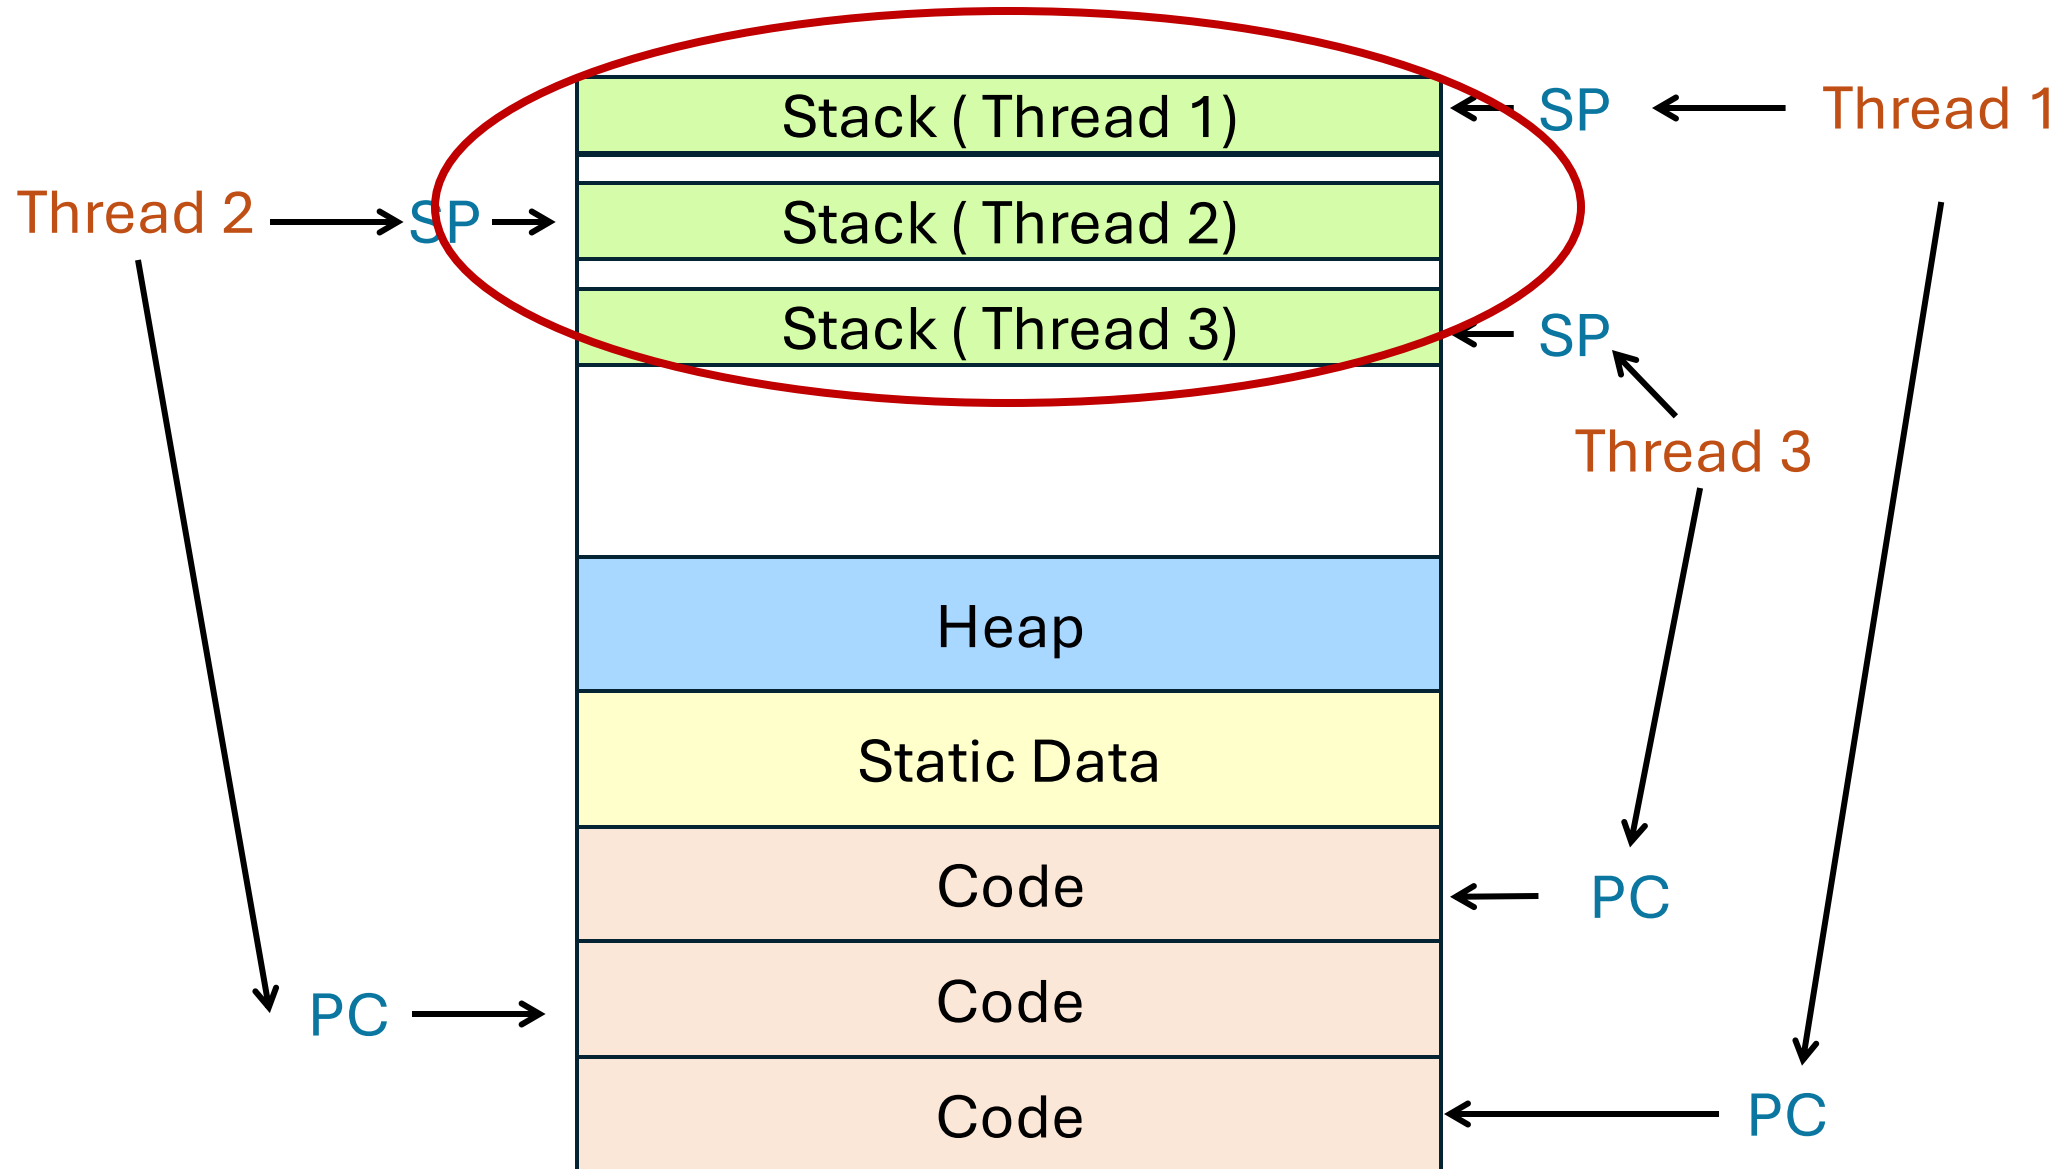 Stack ( Thread 1)
SP
Thread 1
Thread 2
SP
Stack ( Thread 2)
Stack ( Thread 3)
SP
Thread 3
Heap
Static Data
Code
PC
PC
Code
Code
PC